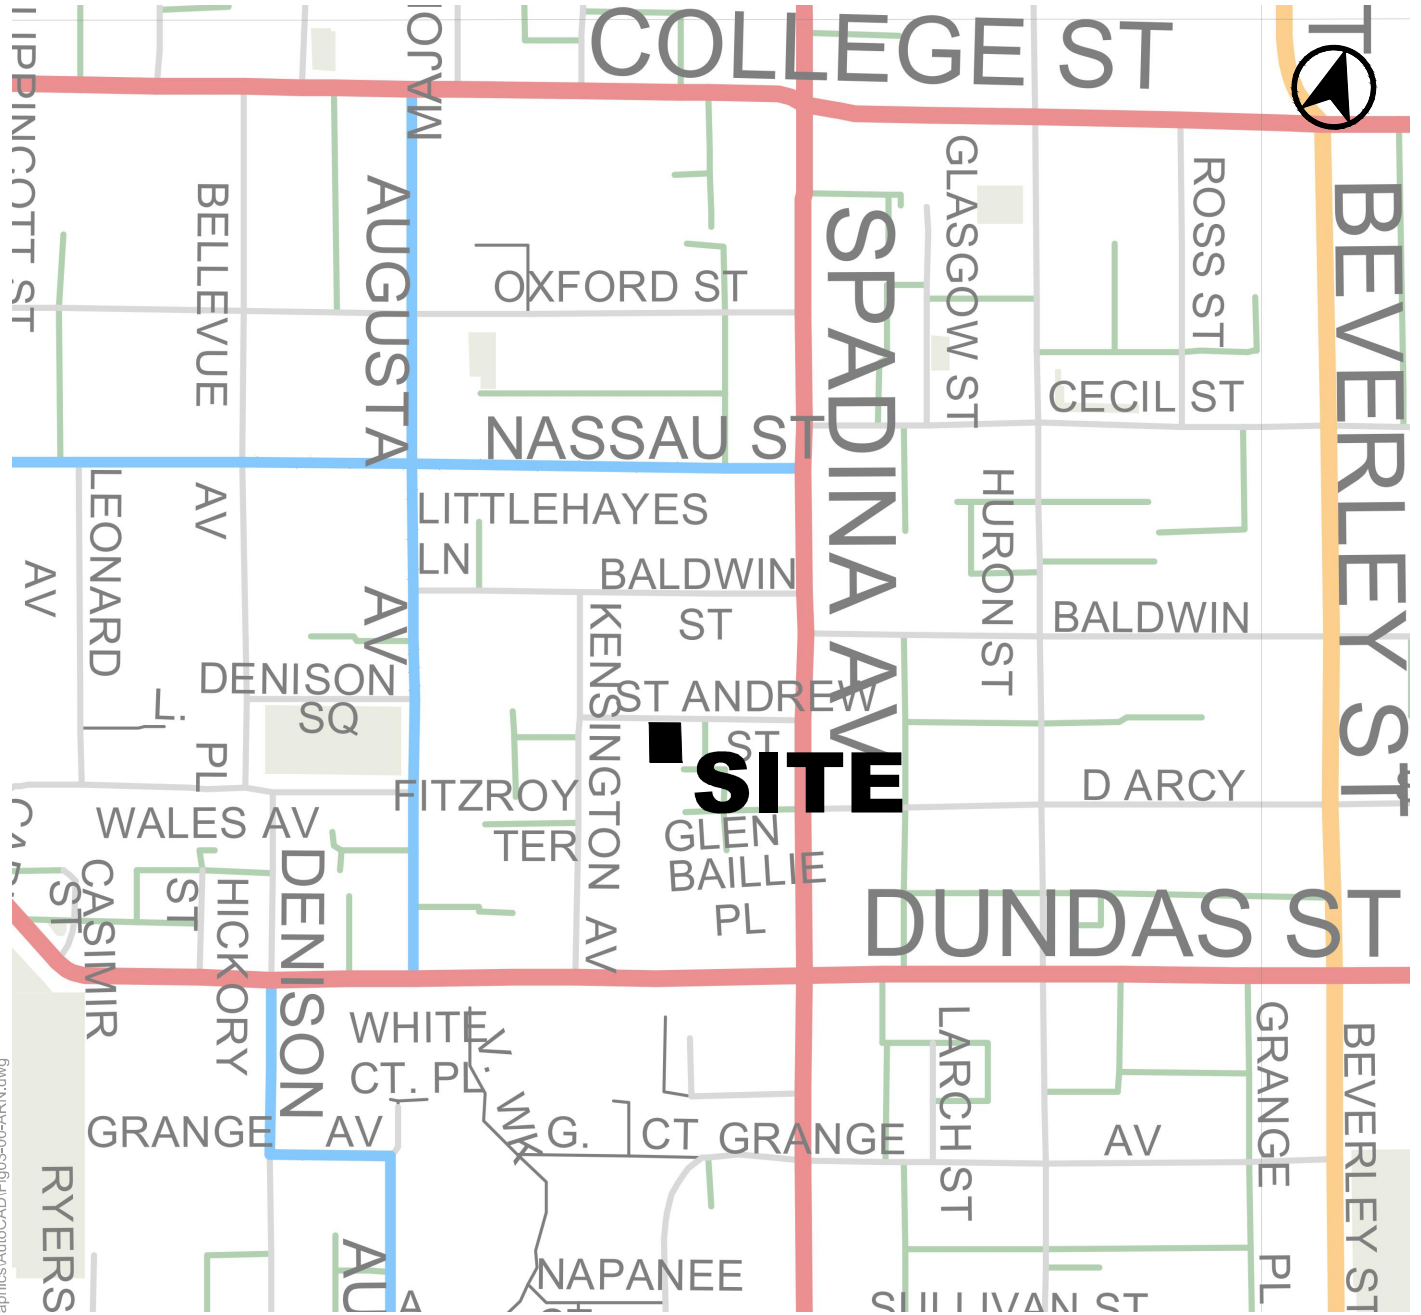 COLLEGE ST
MAJOR
LIPPINCOTT ST
BELLEVUE
AUGUSTA
OXFORD ST
SPADINA AV
GLASGOW ST
ROSS ST
BEVERLEY ST
CECIL ST
NASSAU ST
LEONARD
AV
AV
LITTLEHAYES
LN
HURON ST
BALDWIN
ST
AV
KENSINGTON AV
BALDWIN
DENISON
SQ
L.
ST ANDREW
ST
SITE
PL
FITZROY
TER
D ARCY
WALES AV
GLEN
BAILLIE
PL
CASIMIR
ST
ST
HICKORY
DENISON
DUNDAS ST
WHITE
CT. PL
V. WK
LARCH ST
GRANGE PL
BEVERLEY ST
GRANGE AV
G. CT
GRANGE AV
RYERS
AU
A
NAPANEE
SULLIVAN ST